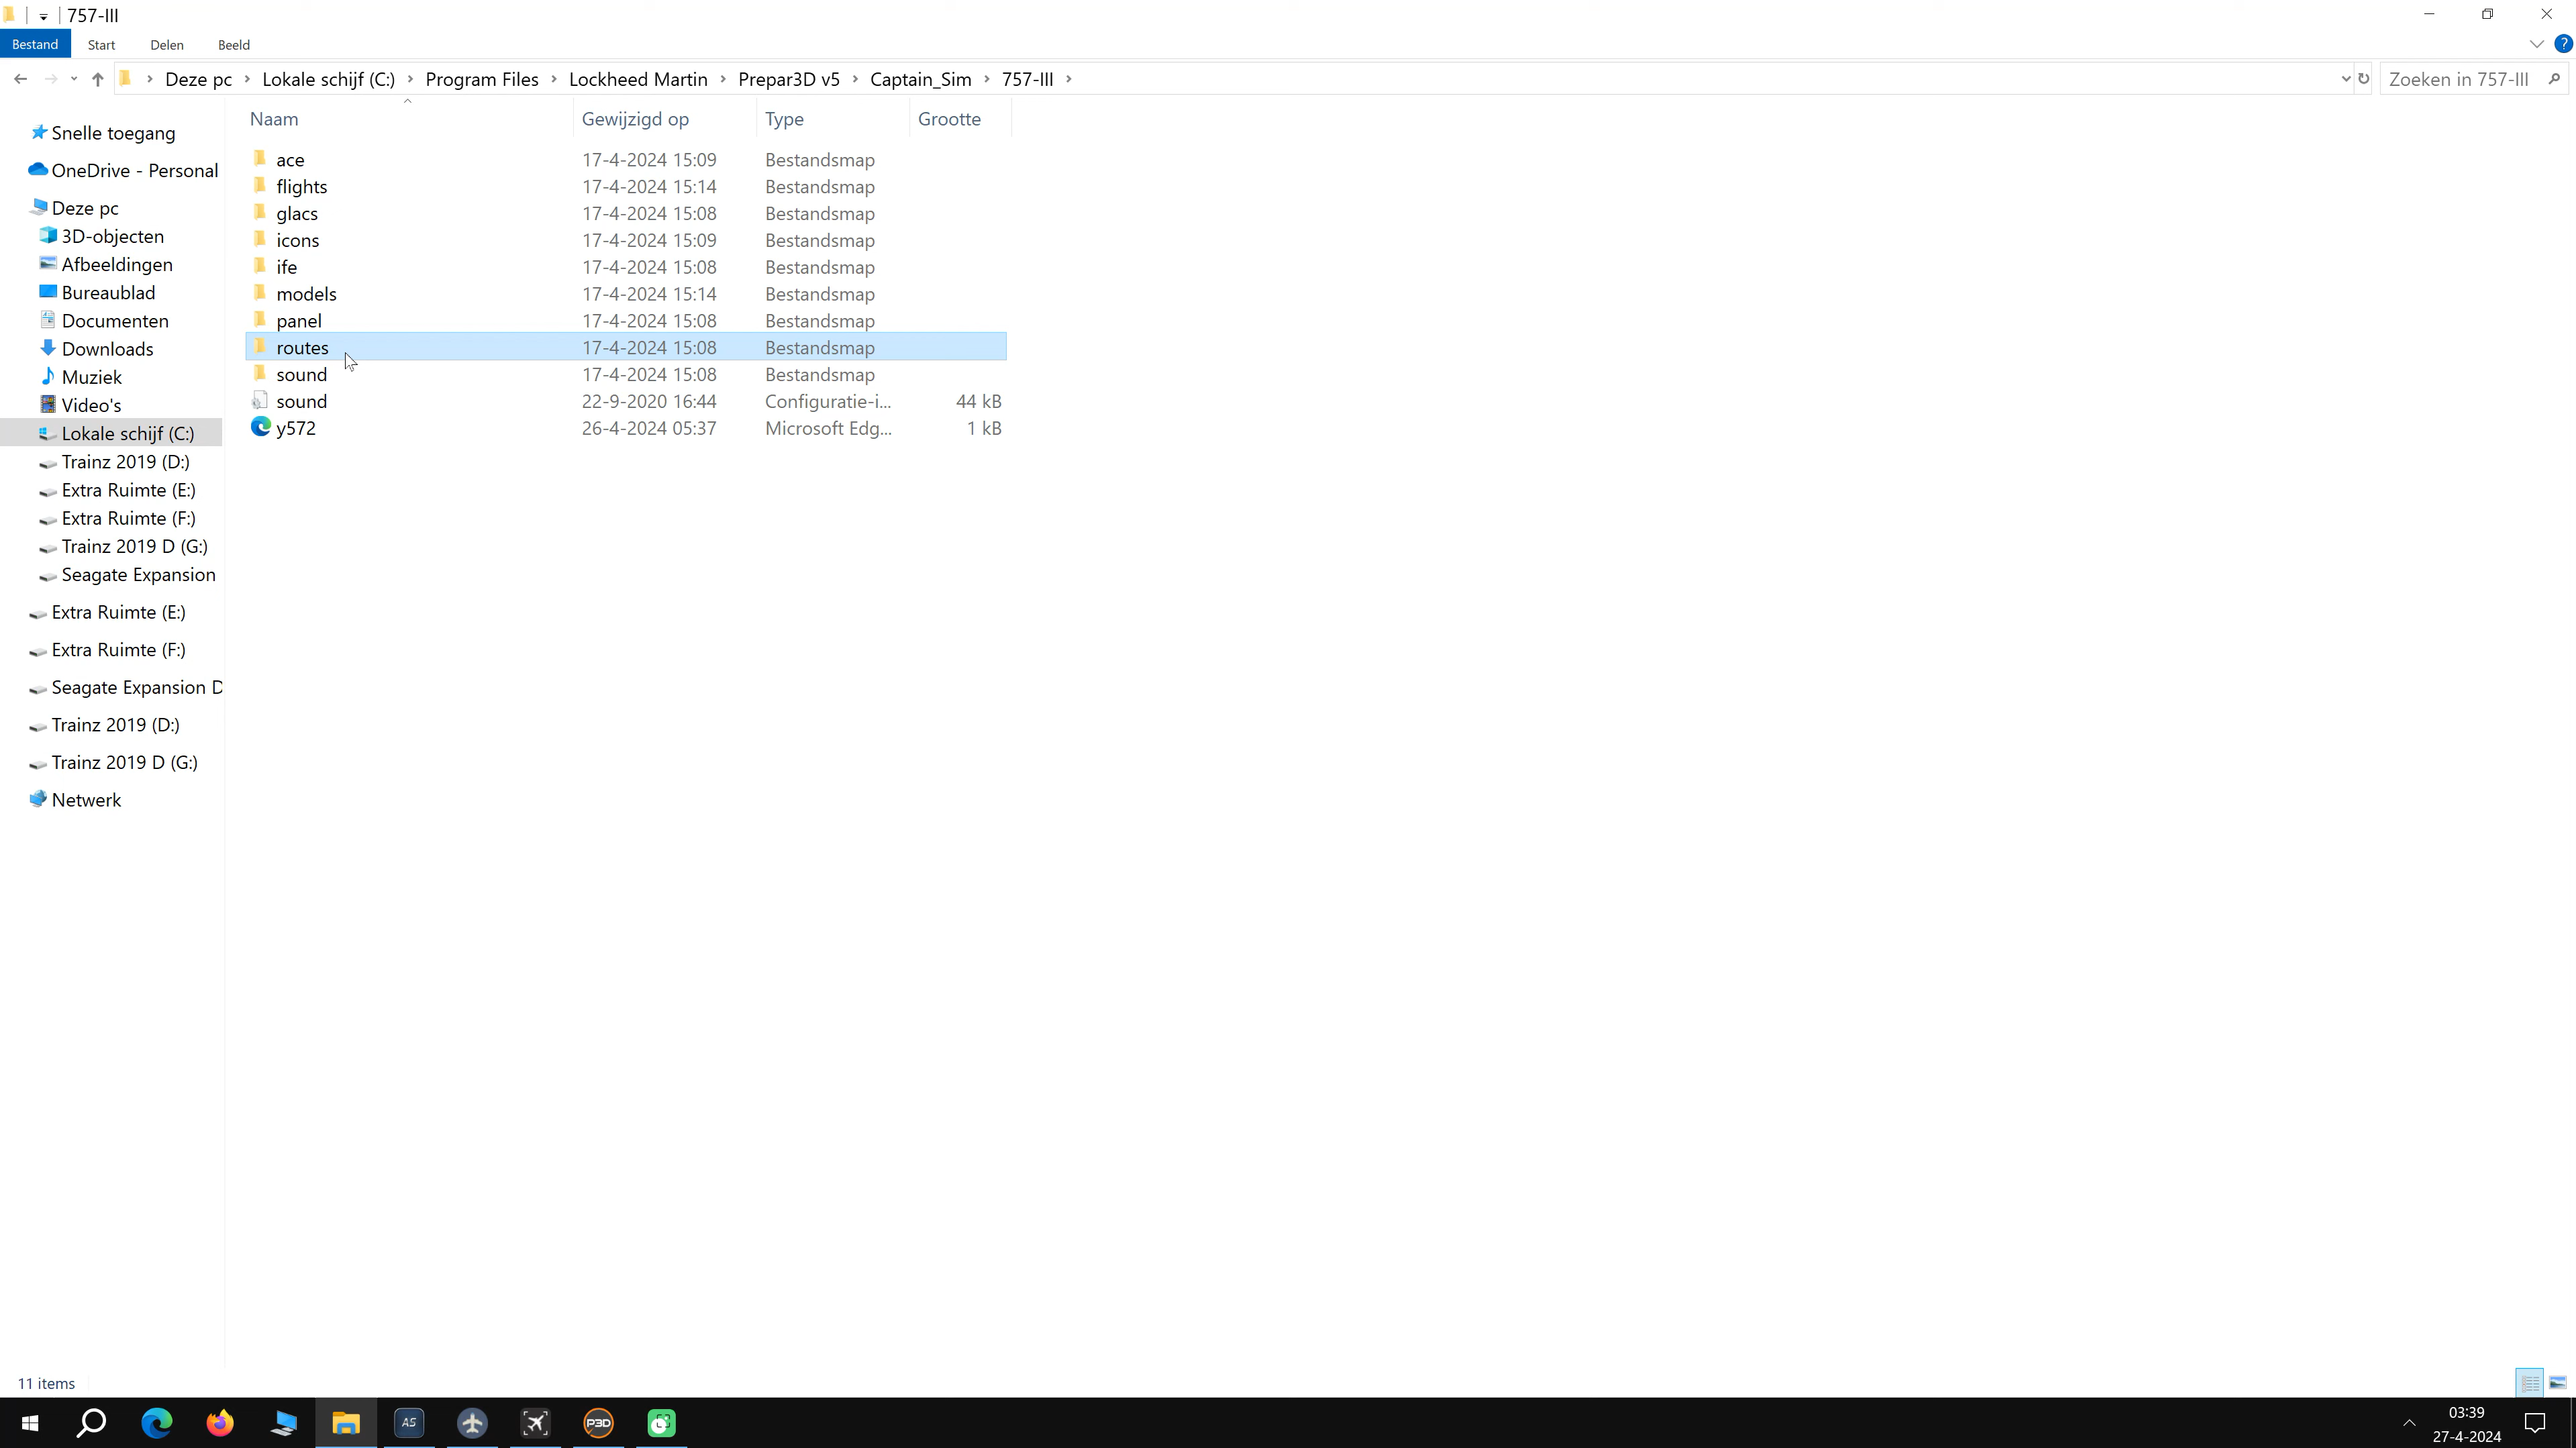 757-III
Bestand Start Delen Beeld
Deze pc Lokale schijf (C:) Program Files Lockheed Martin Prepar3D v5 Captain_Sim 757-III
Zoeken in 757-III
Naam Gewijzigd op Type Grootte
ace 17-4-2024 15:09 Bestandsmap
flights 17-4-2024 15:14 Bestandsmap
glacs 17-4-2024 15:08 Bestandsmap
icons 17-4-2024 15:09 Bestandsmap
ife 17-4-2024 15:08 Bestandsmap
models 17-4-2024 15:14 Bestandsmap
panel 17-4-2024 15:08 Bestandsmap
routes 17-4-2024 15:08 Bestandsmap
sound 17-4-2024 15:08 Bestandsmap
sound 22-9-2020 16:44 Configuratie-i... 44 kB
y572 26-4-2024 05:37 Microsoft Edg... 1 kB
Snelle toegang
OneDrive - Personal
Deze pc
3D-objecten
Afbeeldingen
Bureaublad
Documenten
Downloads
Muziek
Video's
Lokale schijf (C:)
Trainz 2019 (D:)
Extra Ruimte (E:)
Extra Ruimte (F:)
Trainz 2019 D (G:)
Seagate Expansion
Extra Ruimte (E:)
Extra Ruimte (F:)
Seagate Expansion D
Trainz 2019 (D:)
Trainz 2019 D (G:)
Netwerk
11 items
AS
P3D
03:39
27-4-2024